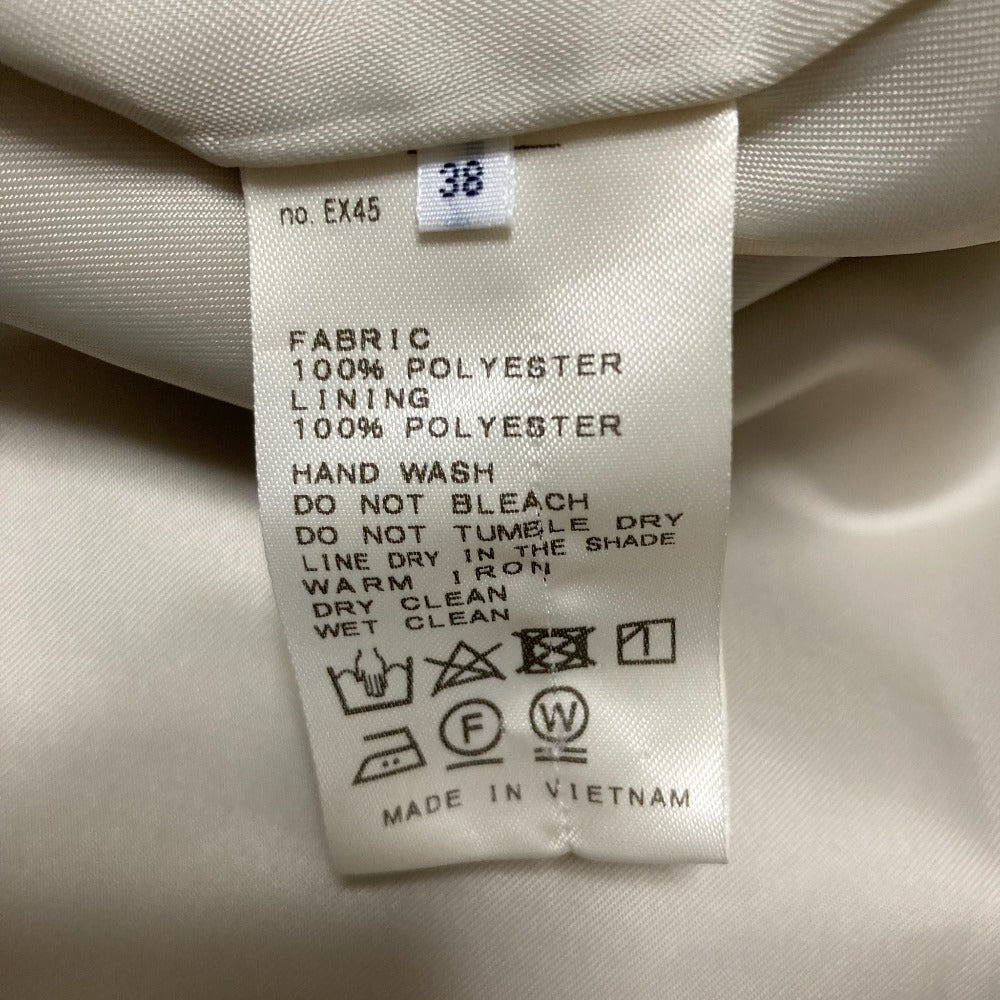 38
no. EX45
FABRIC
100% POLYESTER
LINING
100% POLYESTER
HAND WASH
DO NOT BLEACH
DO NOT TUMBLE DRY
LINE DRY IN THE SHADE
WARM IRON
DRY CLEAN
WET CLEAN
F W
MADE IN VIETNAM